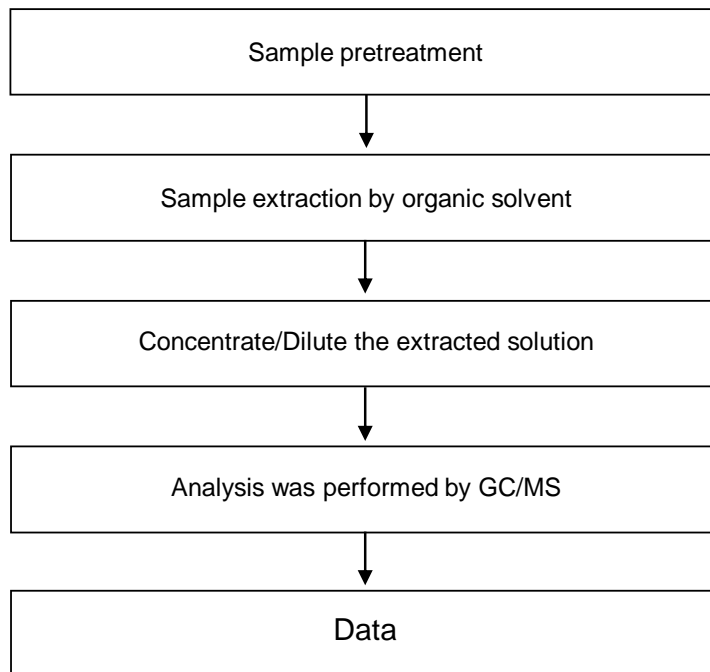 Sample pretreatment
Sample extraction by organic solvent
Concentrate/Dilute the extracted solution
Analysis was performed by GC/MS
Data